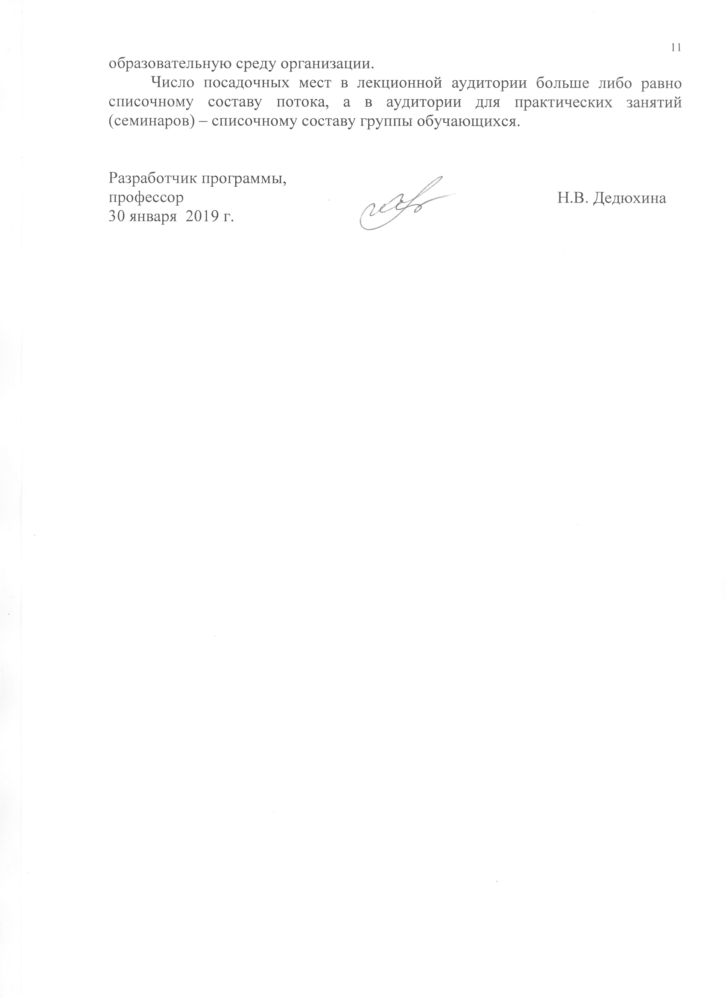 11
образовательную среду организации.
Число посадочных мест в лекционной аудитории больше либо равно
списочному составу потока, а в аудитории для практических занятий
(семинаров) – списочному составу группы обучающихся.
Разработчик программы,
профессор Н.В. Дедюхина
30 января 2019 г.